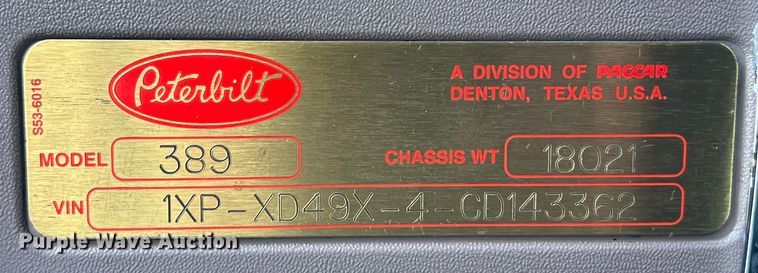 S53-6016
Peterbilt
A DIVISION OF PACCAR
DENTON, TEXAS U.S.A.
MODEL 389 CHASSIS WT 18021
VIN 1XP-XD49X-4-CD143362
Purple Wave Auction